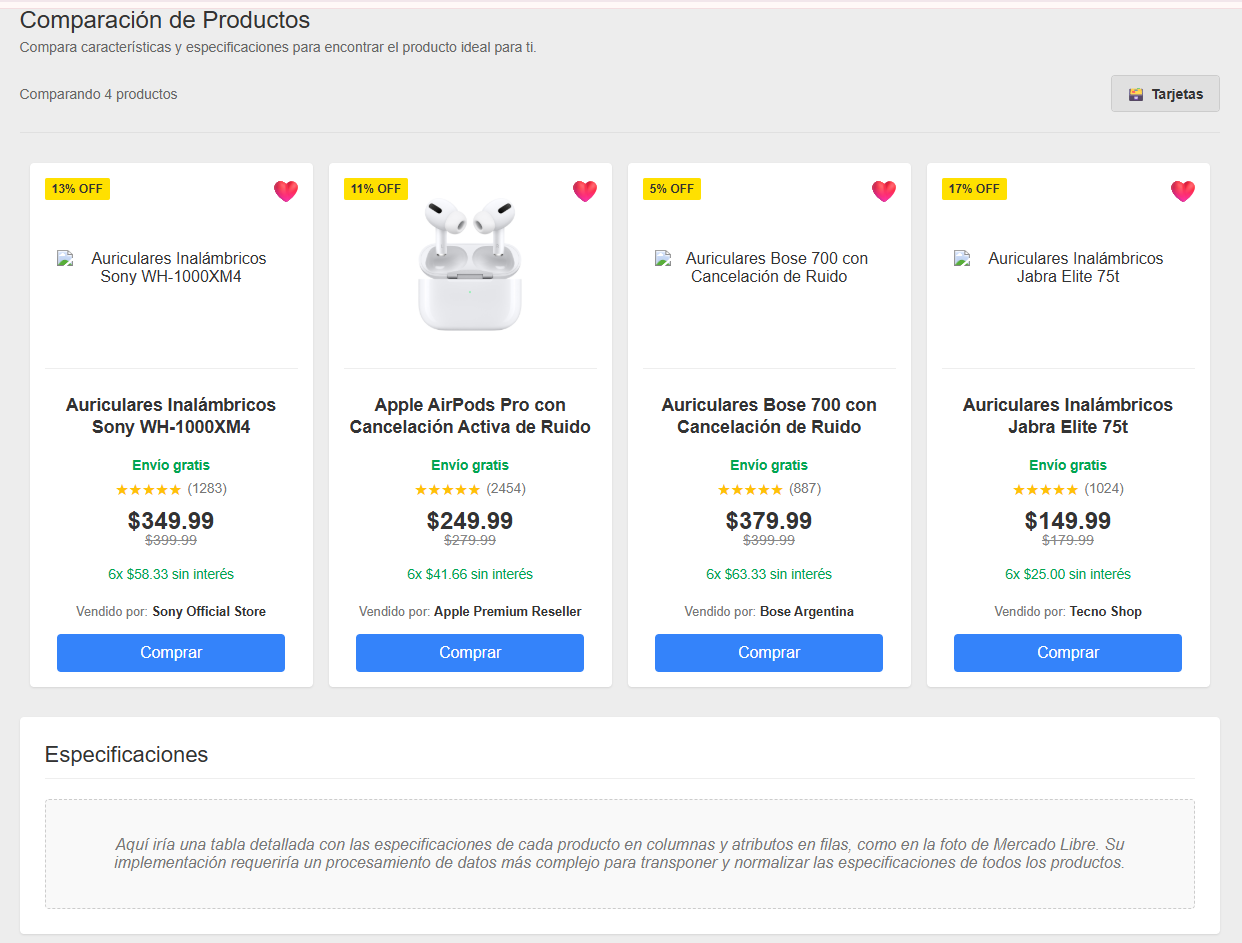 Comparación de Productos
Compara características y especificaciones para encontrar el producto ideal para ti.
Comparando 4 productos
Tarjetas
13% OFF
Auriculares Inalámbricos
Sony WH-1000XM4
Auriculares Inalámbricos
Sony WH-1000XM4
Envío gratis
★★★★★ (1283)
$349.99
$399.99
6x $58.33 sin interés
Vendido por: Sony Official Store
Comprar
11% OFF
Apple AirPods Pro con
Cancelación Activa de Ruido
Envío gratis
★★★★★ (2454)
$249.99
$279.99
6x $41.66 sin interés
Vendido por: Apple Premium Reseller
Comprar
5% OFF
Auriculares Bose 700 con
Cancelación de Ruido
Auriculares Bose 700 con
Cancelación de Ruido
Envío gratis
★★★★★ (887)
$379.99
$399.99
6x $63.33 sin interés
Vendido por: Bose Argentina
Comprar
17% OFF
Auriculares Inalámbricos
Jabra Elite 75t
Auriculares Inalámbricos
Jabra Elite 75t
Envío gratis
★★★★★ (1024)
$149.99
$179.99
6x $25.00 sin interés
Vendido por: Tecno Shop
Comprar
Especificaciones
Aquí iría una tabla detallada con las especificaciones de cada producto en columnas y atributos en filas, como en la foto de Mercado Libre. Su
implementación requeriría un procesamiento de datos más complejo para transponer y normalizar las especificaciones de todos los productos.